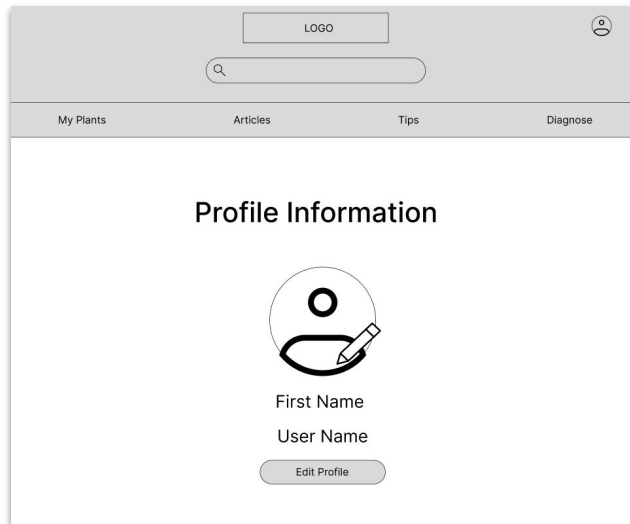 LOGO
My Plants Articles Tips Diagnose
Profile Information
First Name
User Name
Edit Profile